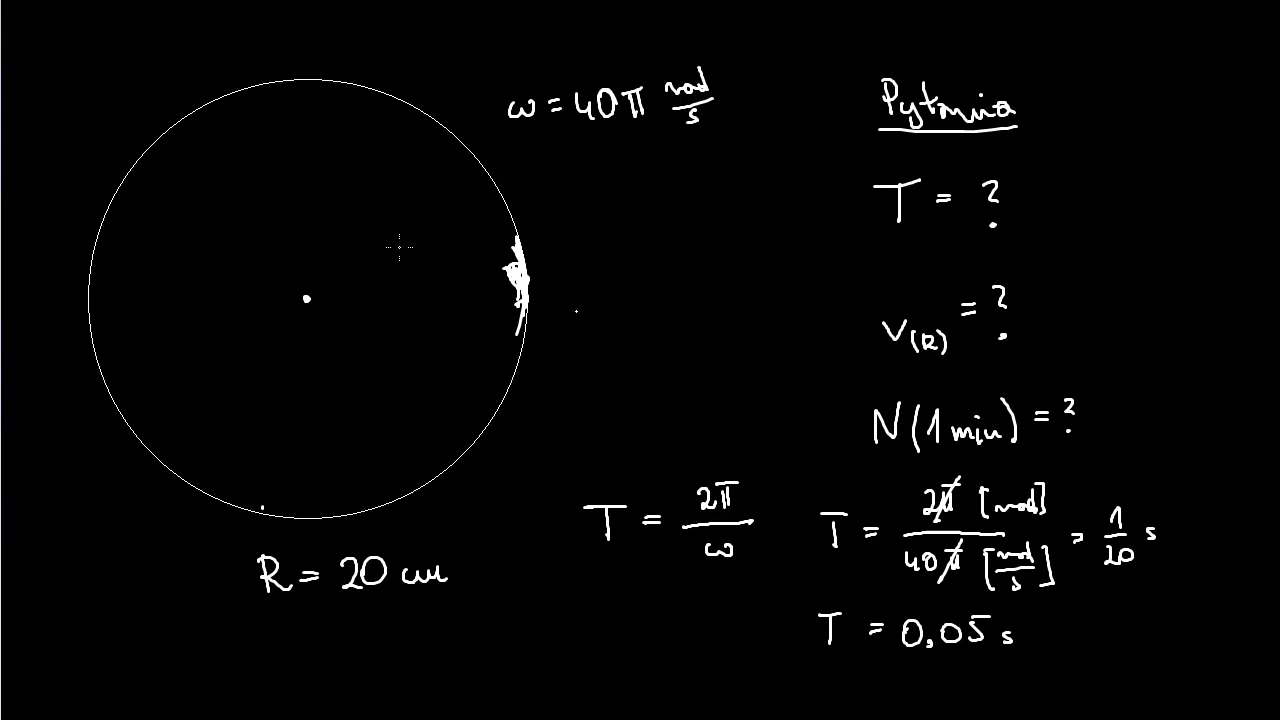 ω = 40π rad/s
Pytania
T = ?
v(R) = ?
N(1 min) = ?
T = 2π/ω
T = 2π [rad] / 40π [rad/s] = 1/20 s
R = 20 cm
T = 0,05 s